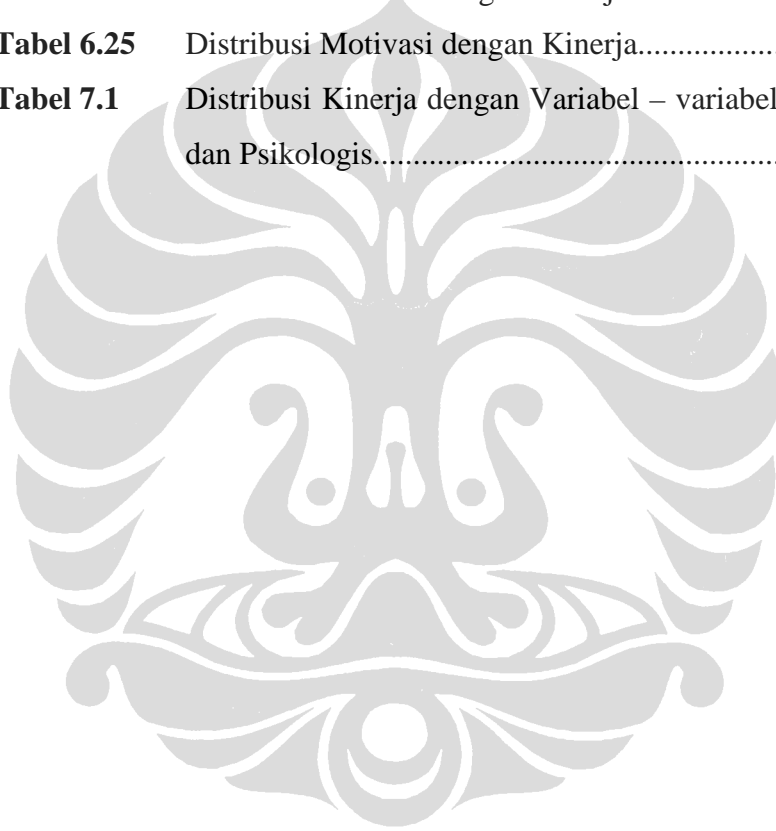 Tabel 6.25 Distribusi Motivasi dengan Kinerja.................
Tabel 7.1 Distribusi Kinerja dengan Variabel – variabel
dan Psikologis....................................................